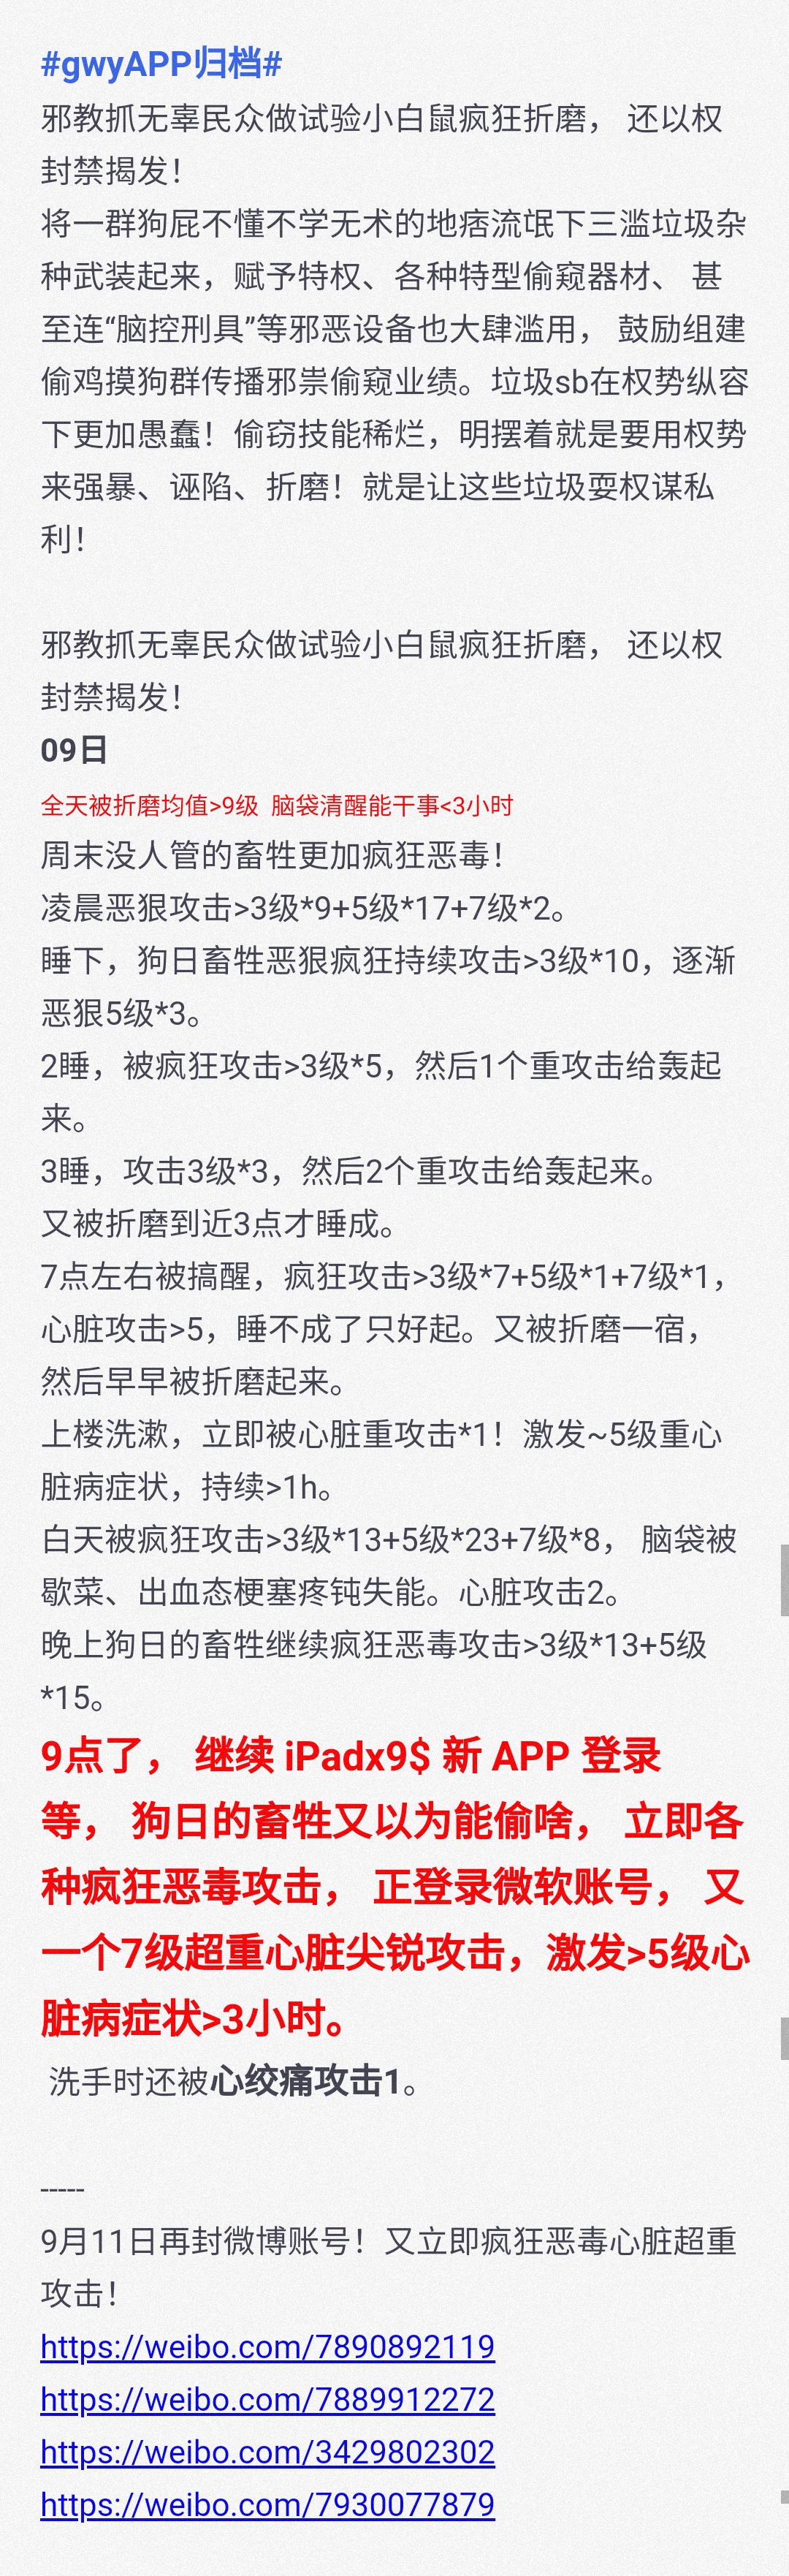 #gwyAPP归档#
邪教抓无辜民众做试验小白鼠疯狂折磨， 还以权
封禁揭发！
将一群狗屁不懂不学无术的地痞流氓下三滥垃圾杂
种武装起来，赋予特权、各种特型偷窥器材、 甚
至连“脑控刑具”等邪恶设备也大肆滥用， 鼓励组建
偷鸡摸狗群传播邪祟偷窥业绩。垃圾sb在权势纵容
下更加愚蠢！偷窃技能稀烂，明摆着就是要用权势
来强暴、诬陷、折磨！就是让这些垃圾耍权谋私
利！
邪教抓无辜民众做试验小白鼠疯狂折磨， 还以权
封禁揭发！
09日
全天被折磨均值>9级  脑袋清醒能干事<3小时
周末没人管的畜牲更加疯狂恶毒！
凌晨恶狠攻击>3级*9+5级*17+7级*2。
睡下，狗日畜牲恶狠疯狂持续攻击>3级*10，逐渐
恶狠5级*3。
2睡，被疯狂攻击>3级*5，然后1个重攻击给轰起
来。
3睡，攻击3级*3，然后2个重攻击给轰起来。
又被折磨到近3点才睡成。
7点左右被搞醒，疯狂攻击>3级*7+5级*1+7级*1，
心脏攻击>5，睡不成了只好起。又被折磨一宿，
然后早早被折磨起来。
上楼洗漱，立即被心脏重攻击*1！激发~5级重心
脏病症状，持续>1h。
白天被疯狂攻击>3级*13+5级*23+7级*8， 脑袋被
歇菜、出血态梗塞疼钝失能。心脏攻击2。
晚上狗日的畜牲继续疯狂恶毒攻击>3级*13+5级
*15。
9点了， 继续 iPadx9$ 新 APP 登录
等， 狗日的畜牲又以为能偷啥， 立即各
种疯狂恶毒攻击， 正登录微软账号， 又
一个7级超重心脏尖锐攻击，激发>5级心
脏病症状>3小时。
洗手时还被心绞痛攻击1。
-----
9月11日再封微博账号！又立即疯狂恶毒心脏超重
攻击！
https://weibo.com/7890892119
https://weibo.com/7889912272
https://weibo.com/3429802302
https://weibo.com/7930077879